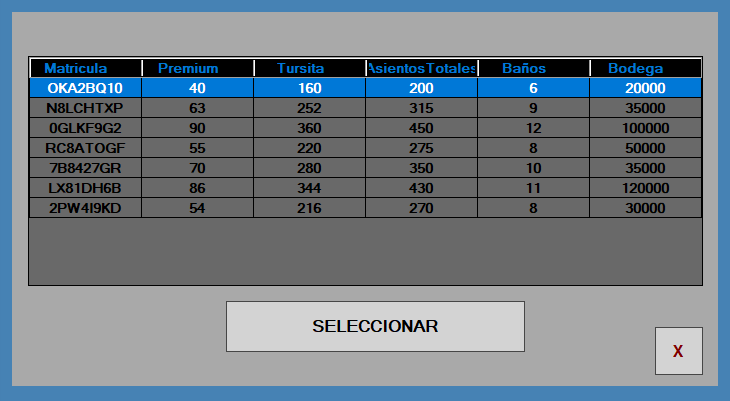 Matricula Premium Tursita AsientosTotales Baños Bodega
OKA2BQ10 40 160 200 6 20000
N8LCHTXP 63 252 315 9 35000
0GLKF9G2 90 360 450 12 100000
RC8ATOGF 55 220 275 8 50000
7B8427GR 70 280 350 10 35000
LX81DH6B 86 344 430 11 120000
2PW4I9KD 54 216 270 8 30000
SELECCIONAR
X